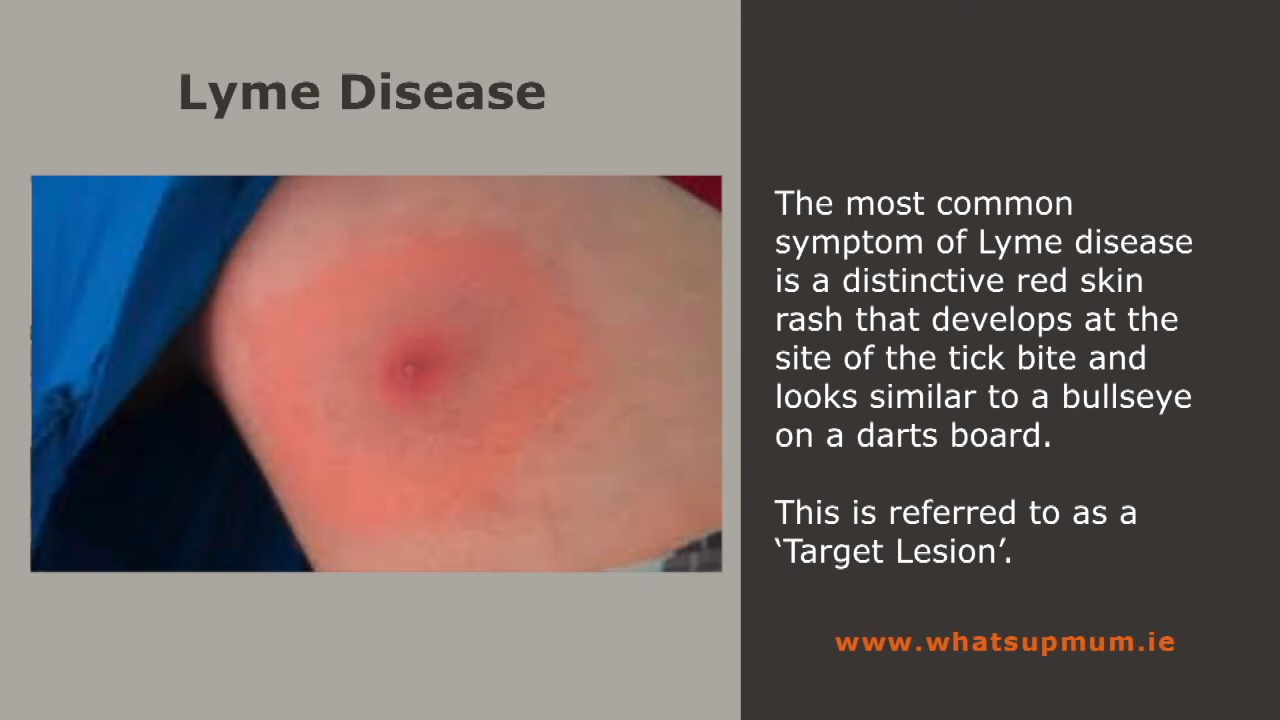 Lyme Disease
The most common
symptom of Lyme disease
is a distinctive red skin
rash that develops at the
site of the tick bite and
looks similar to a bullseye
on a darts board.
This is referred to as a
‘Target Lesion’.
www.whatsupmum.ie